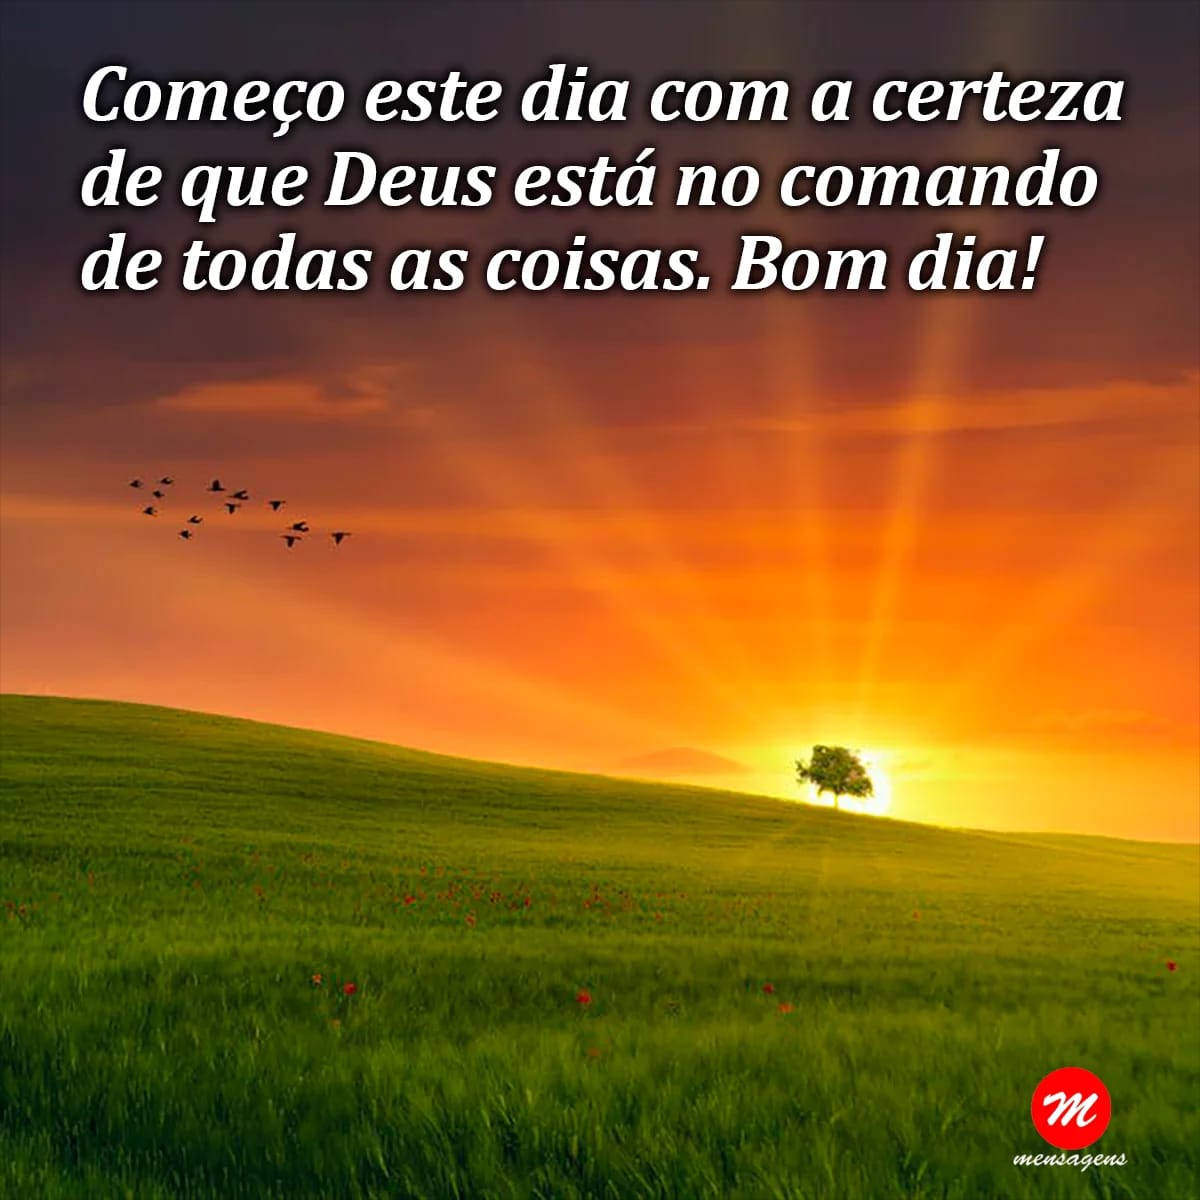 Começo este dia com a certeza
de que Deus está no comando
de todas as coisas. Bom dia!
M
mensagens